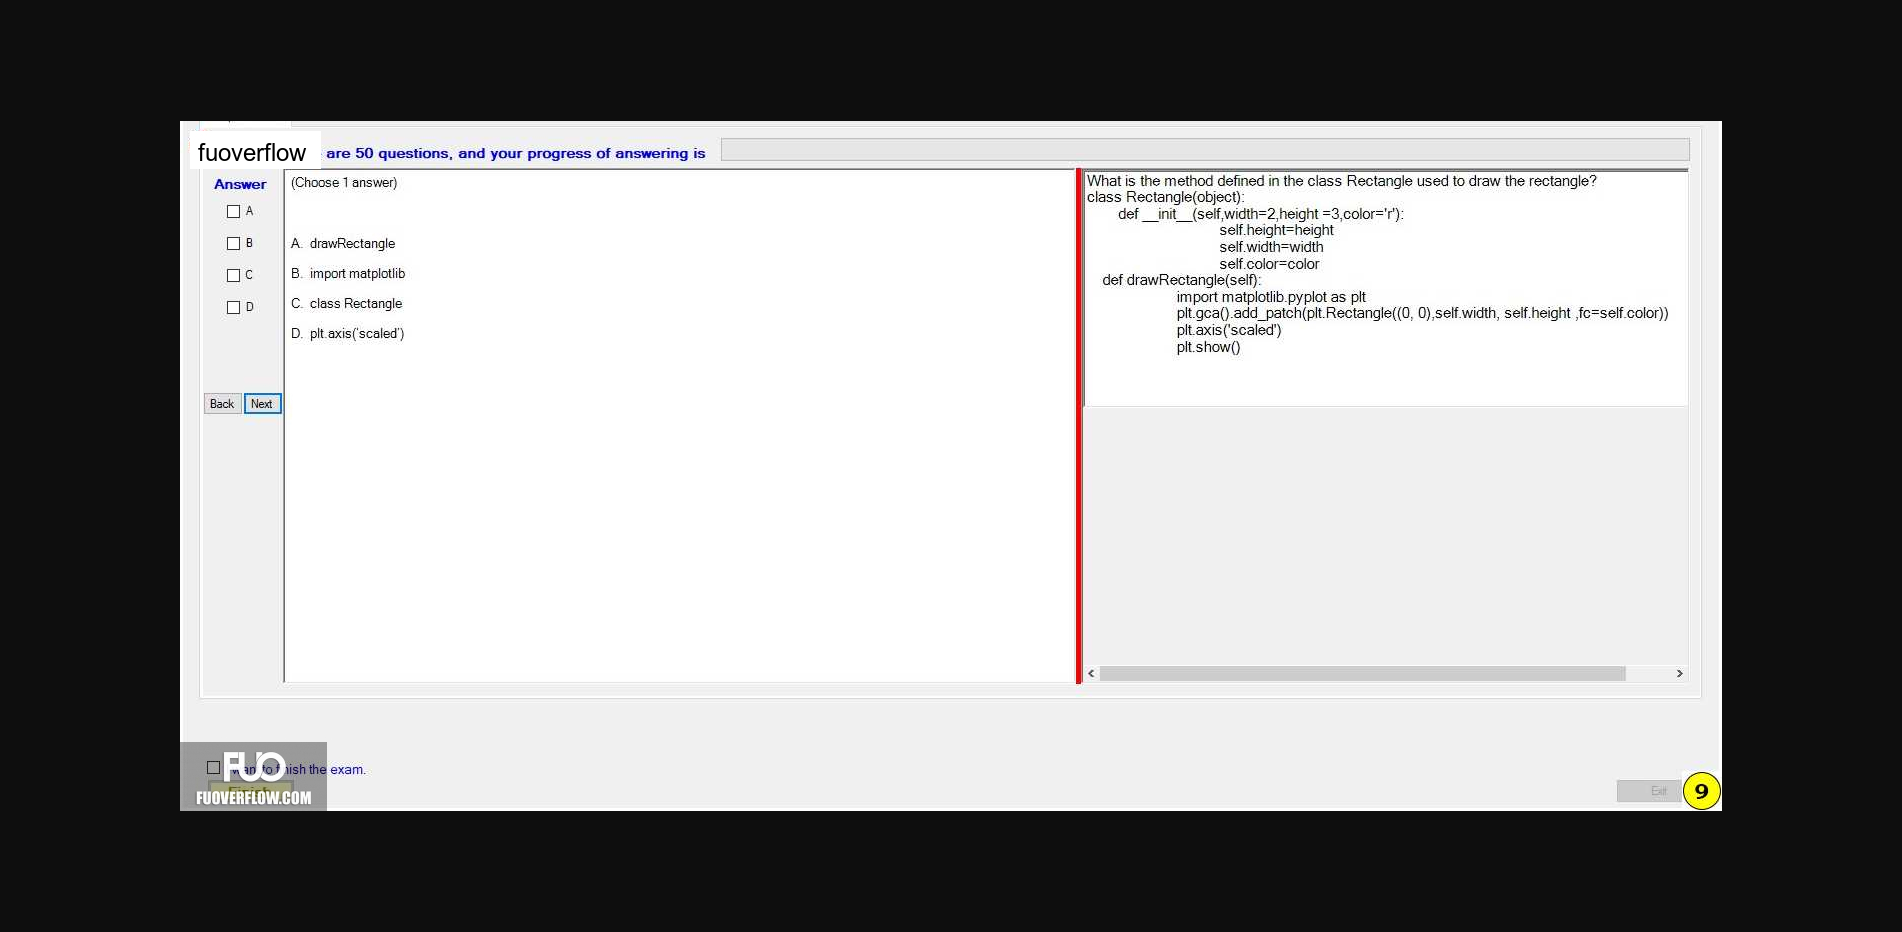 fuoverflow are 50 questions, and your progress of answering is
Answer
A
B
C
D
Back Next
(Choose 1 answer)
A. drawRectangle
B. import matplotlib
C. class Rectangle
D. plt.axis('scaled')
What is the method defined in the class Rectangle used to draw the rectangle?
class Rectangle(object):
def __init__(self,width=2,height =3,color='r'):
self.height=height
self.width=width
self.color=color
def drawRectangle(self):
import matplotlib.pyplot as plt
plt.gca().add_patch(plt.Rectangle((0, 0),self.width, self.height ,fc=self.color))
plt.axis('scaled')
plt.show()
want to finish the exam.
Finish
FUO
FUOVERFLOW.COM
Exit
9